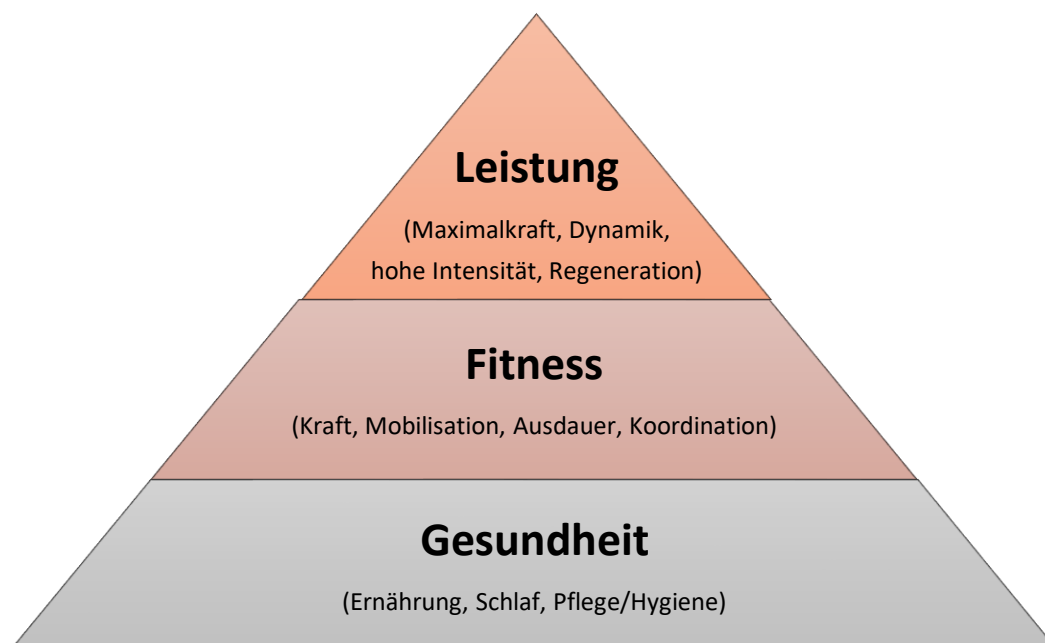 Leistung
(Maximalkraft, Dynamik,
hohe Intensität, Regeneration)
Fitness
(Kraft, Mobilisation, Ausdauer, Koordination)
Gesundheit
(Ernährung, Schlaf, Pflege/Hygiene)